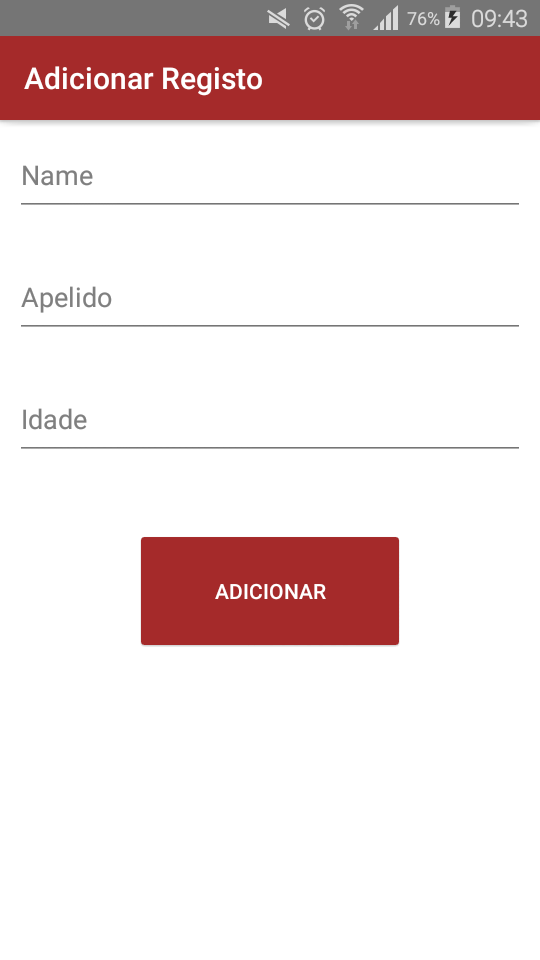 76% 09:43
Adicionar Registo
Name
Apelido
Idade
ADICIONAR